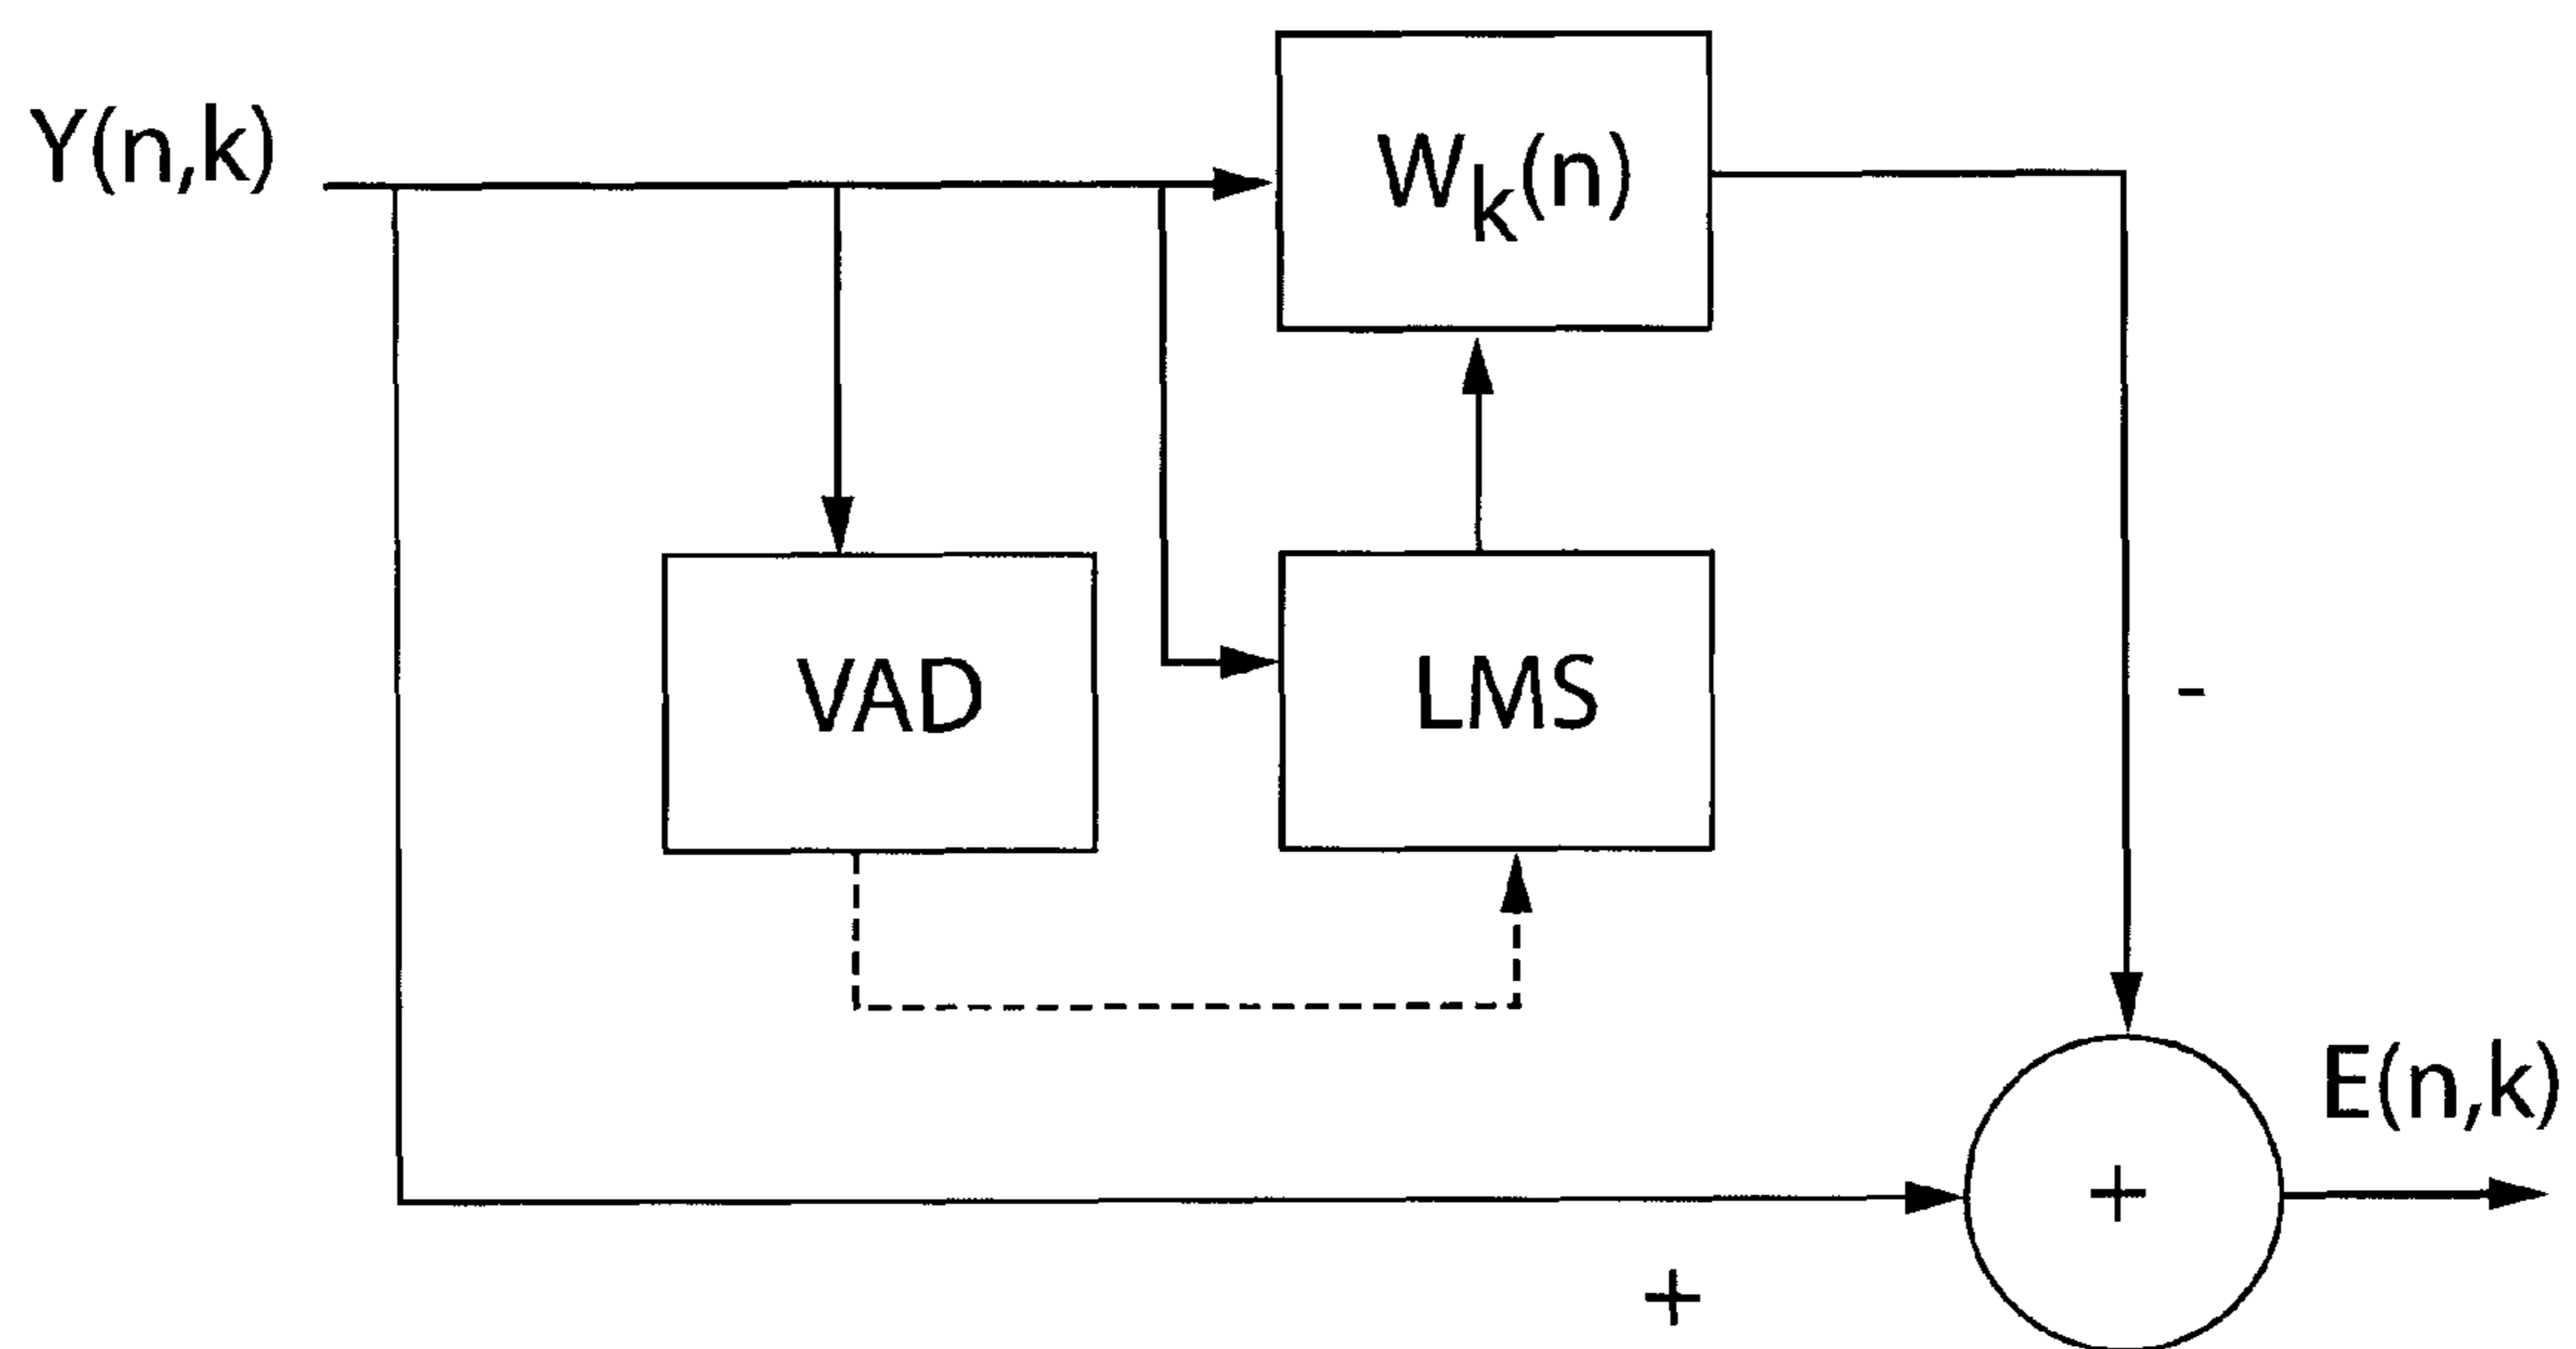 Y(n,k)
Wk(n)
VAD
LMS
-
E(n,k)
+
+